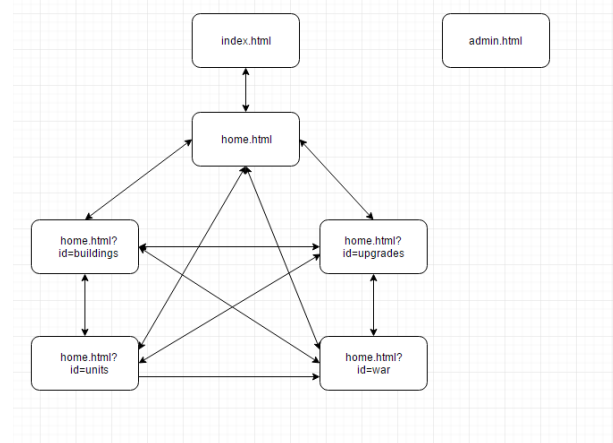 index.html
admin.html
home.html
home.html?
id=buildings
home.html?
id=upgrades
home.html?
id=units
home.html?
id=war